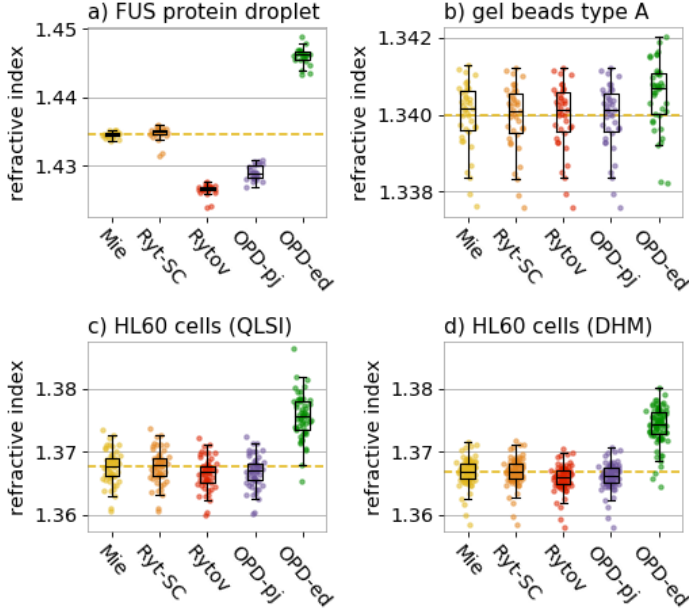 a) FUS protein droplet
refractive index
1.45
1.44
1.43
Mie
Ryt-SC
Rytov
OPD-pj
OPD-ed
b) gel beads type A
refractive index
1.342
1.340
1.338
Mie
Ryt-SC
Rytov
OPD-pj
OPD-ed
c) HL60 cells (QLSI)
refractive index
1.38
1.37
1.36
Mie
Ryt-SC
Rytov
OPD-pj
OPD-ed
d) HL60 cells (DHM)
refractive index
1.38
1.37
1.36
Mie
Ryt-SC
Rytov
OPD-pj
OPD-ed